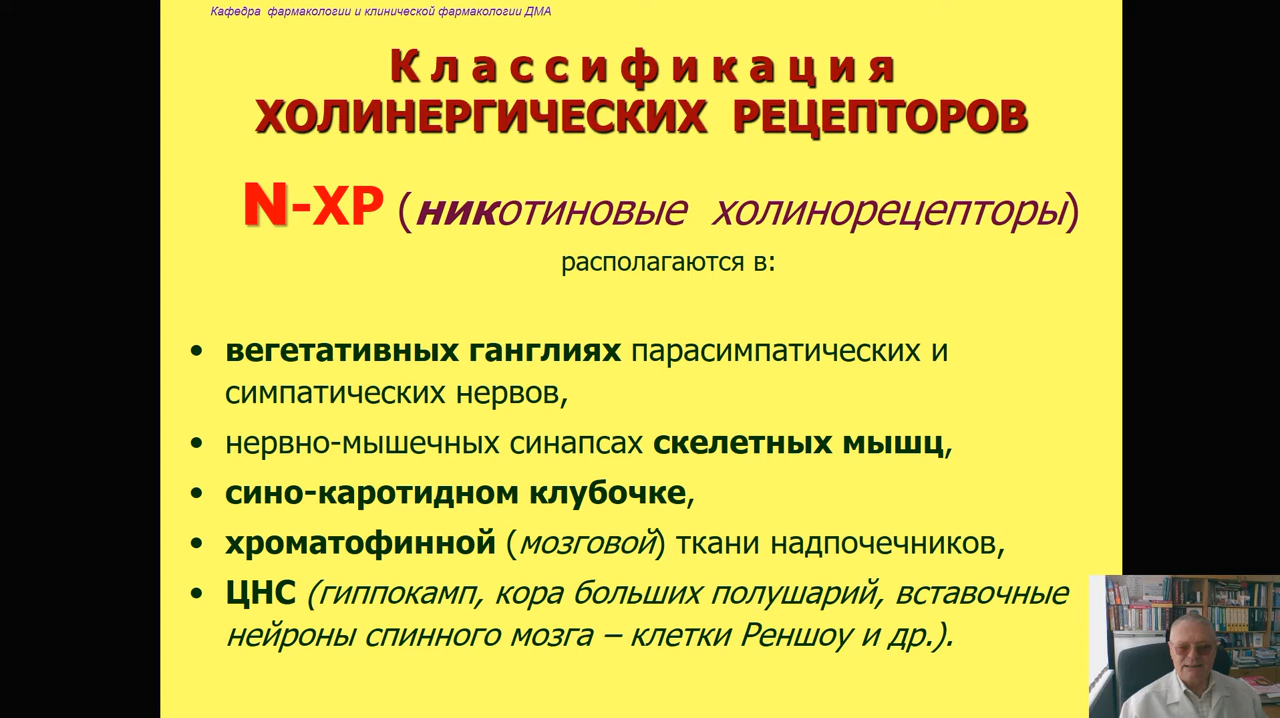 Кафедра фармакологии и клинической фармакологии ДМА
Классификация
ХОЛИНЕРГИЧЕСКИХ РЕЦЕПТОРОВ
N-ХР (никотиновые холинорецепторы)
располагаются в:
• вегетативных ганглиях парасимпатических и
симпатических нервов,
• нервно-мышечных синапсах скелетных мышц,
• сино-каротидном клубочке,
• хроматофинной (мозговой) ткани надпочечников,
• ЦНС (гиппокамп, кора больших полушарий, вставочные
нейроны спинного мозга – клетки Реншоу и др.).